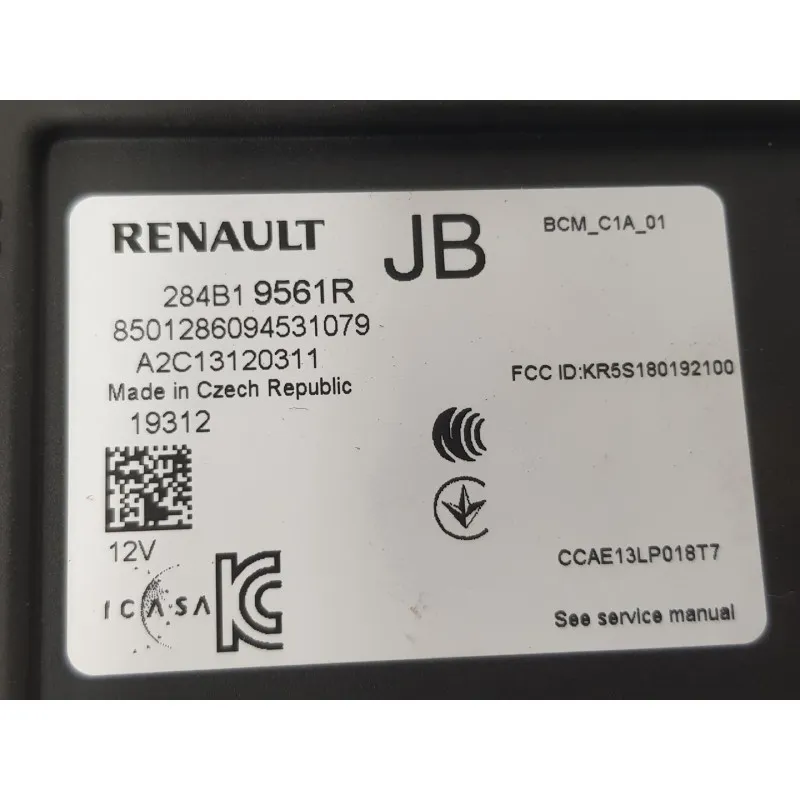 RENAULT
JB
BCM_C1A_01
284B1 9561R
8501286094531079
A2C13120311
FCC ID:KR5S180192100
Made in Czech Republic
19312
12V
CCAE13LP018T7
ICASA
See service manual